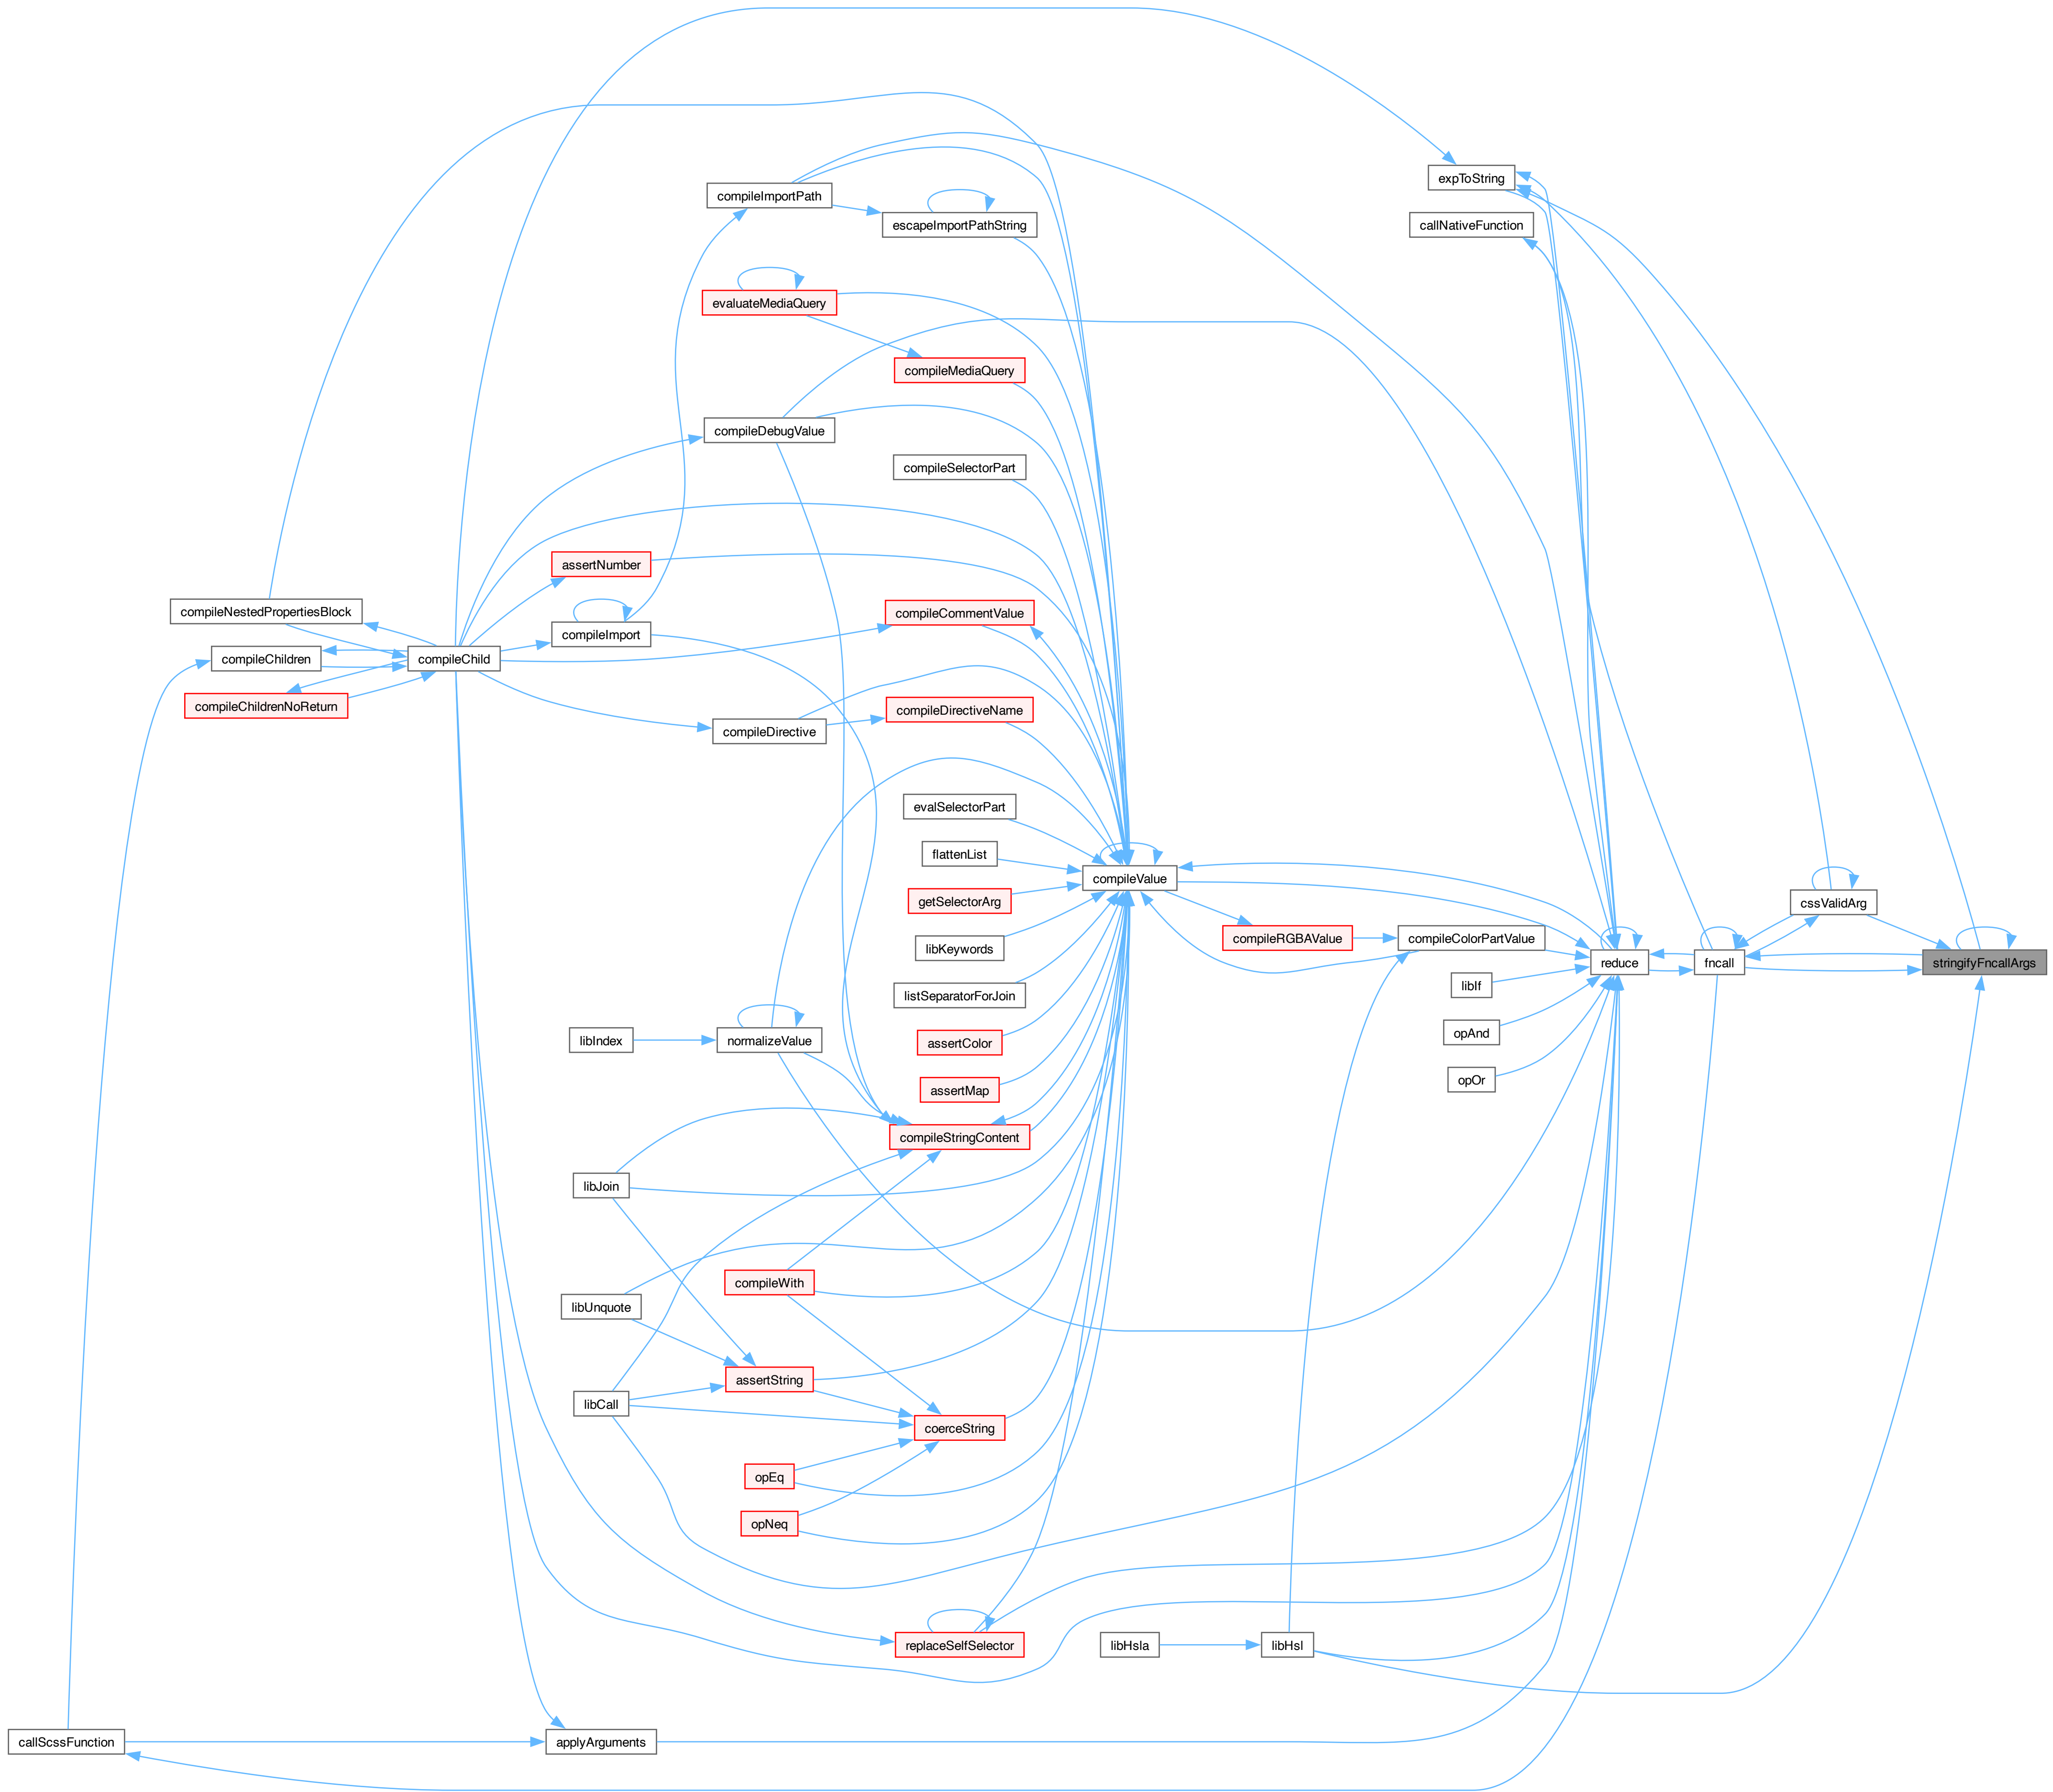 expToString
compileImportPath
escapeImportPathString
callNativeFunction
evaluateMediaQuery
compileMediaQuery
compileDebugValue
compileSelectorPart
assertNumber
compileNestedPropertiesBlock
compileCommentValue
compileImport
compileChildren
compileChild
compileChildrenNoReturn
compileDirectiveName
compileDirective
evalSelectorPart
flattenList
compileValue
getSelectorArg
cssValidArg
libKeywords
compileRGBAValue
compileColorPartValue
reduce
fncall
stringifyFncallArgs
libIf
listSeparatorForJoin
opAnd
libIndex
normalizeValue
assertColor
opOr
assertMap
compileStringContent
libJoin
compileWith
libUnquote
assertString
libCall
coerceString
opEq
opNeq
replaceSelfSelector
libHsla
libHsl
callScssFunction
applyArguments